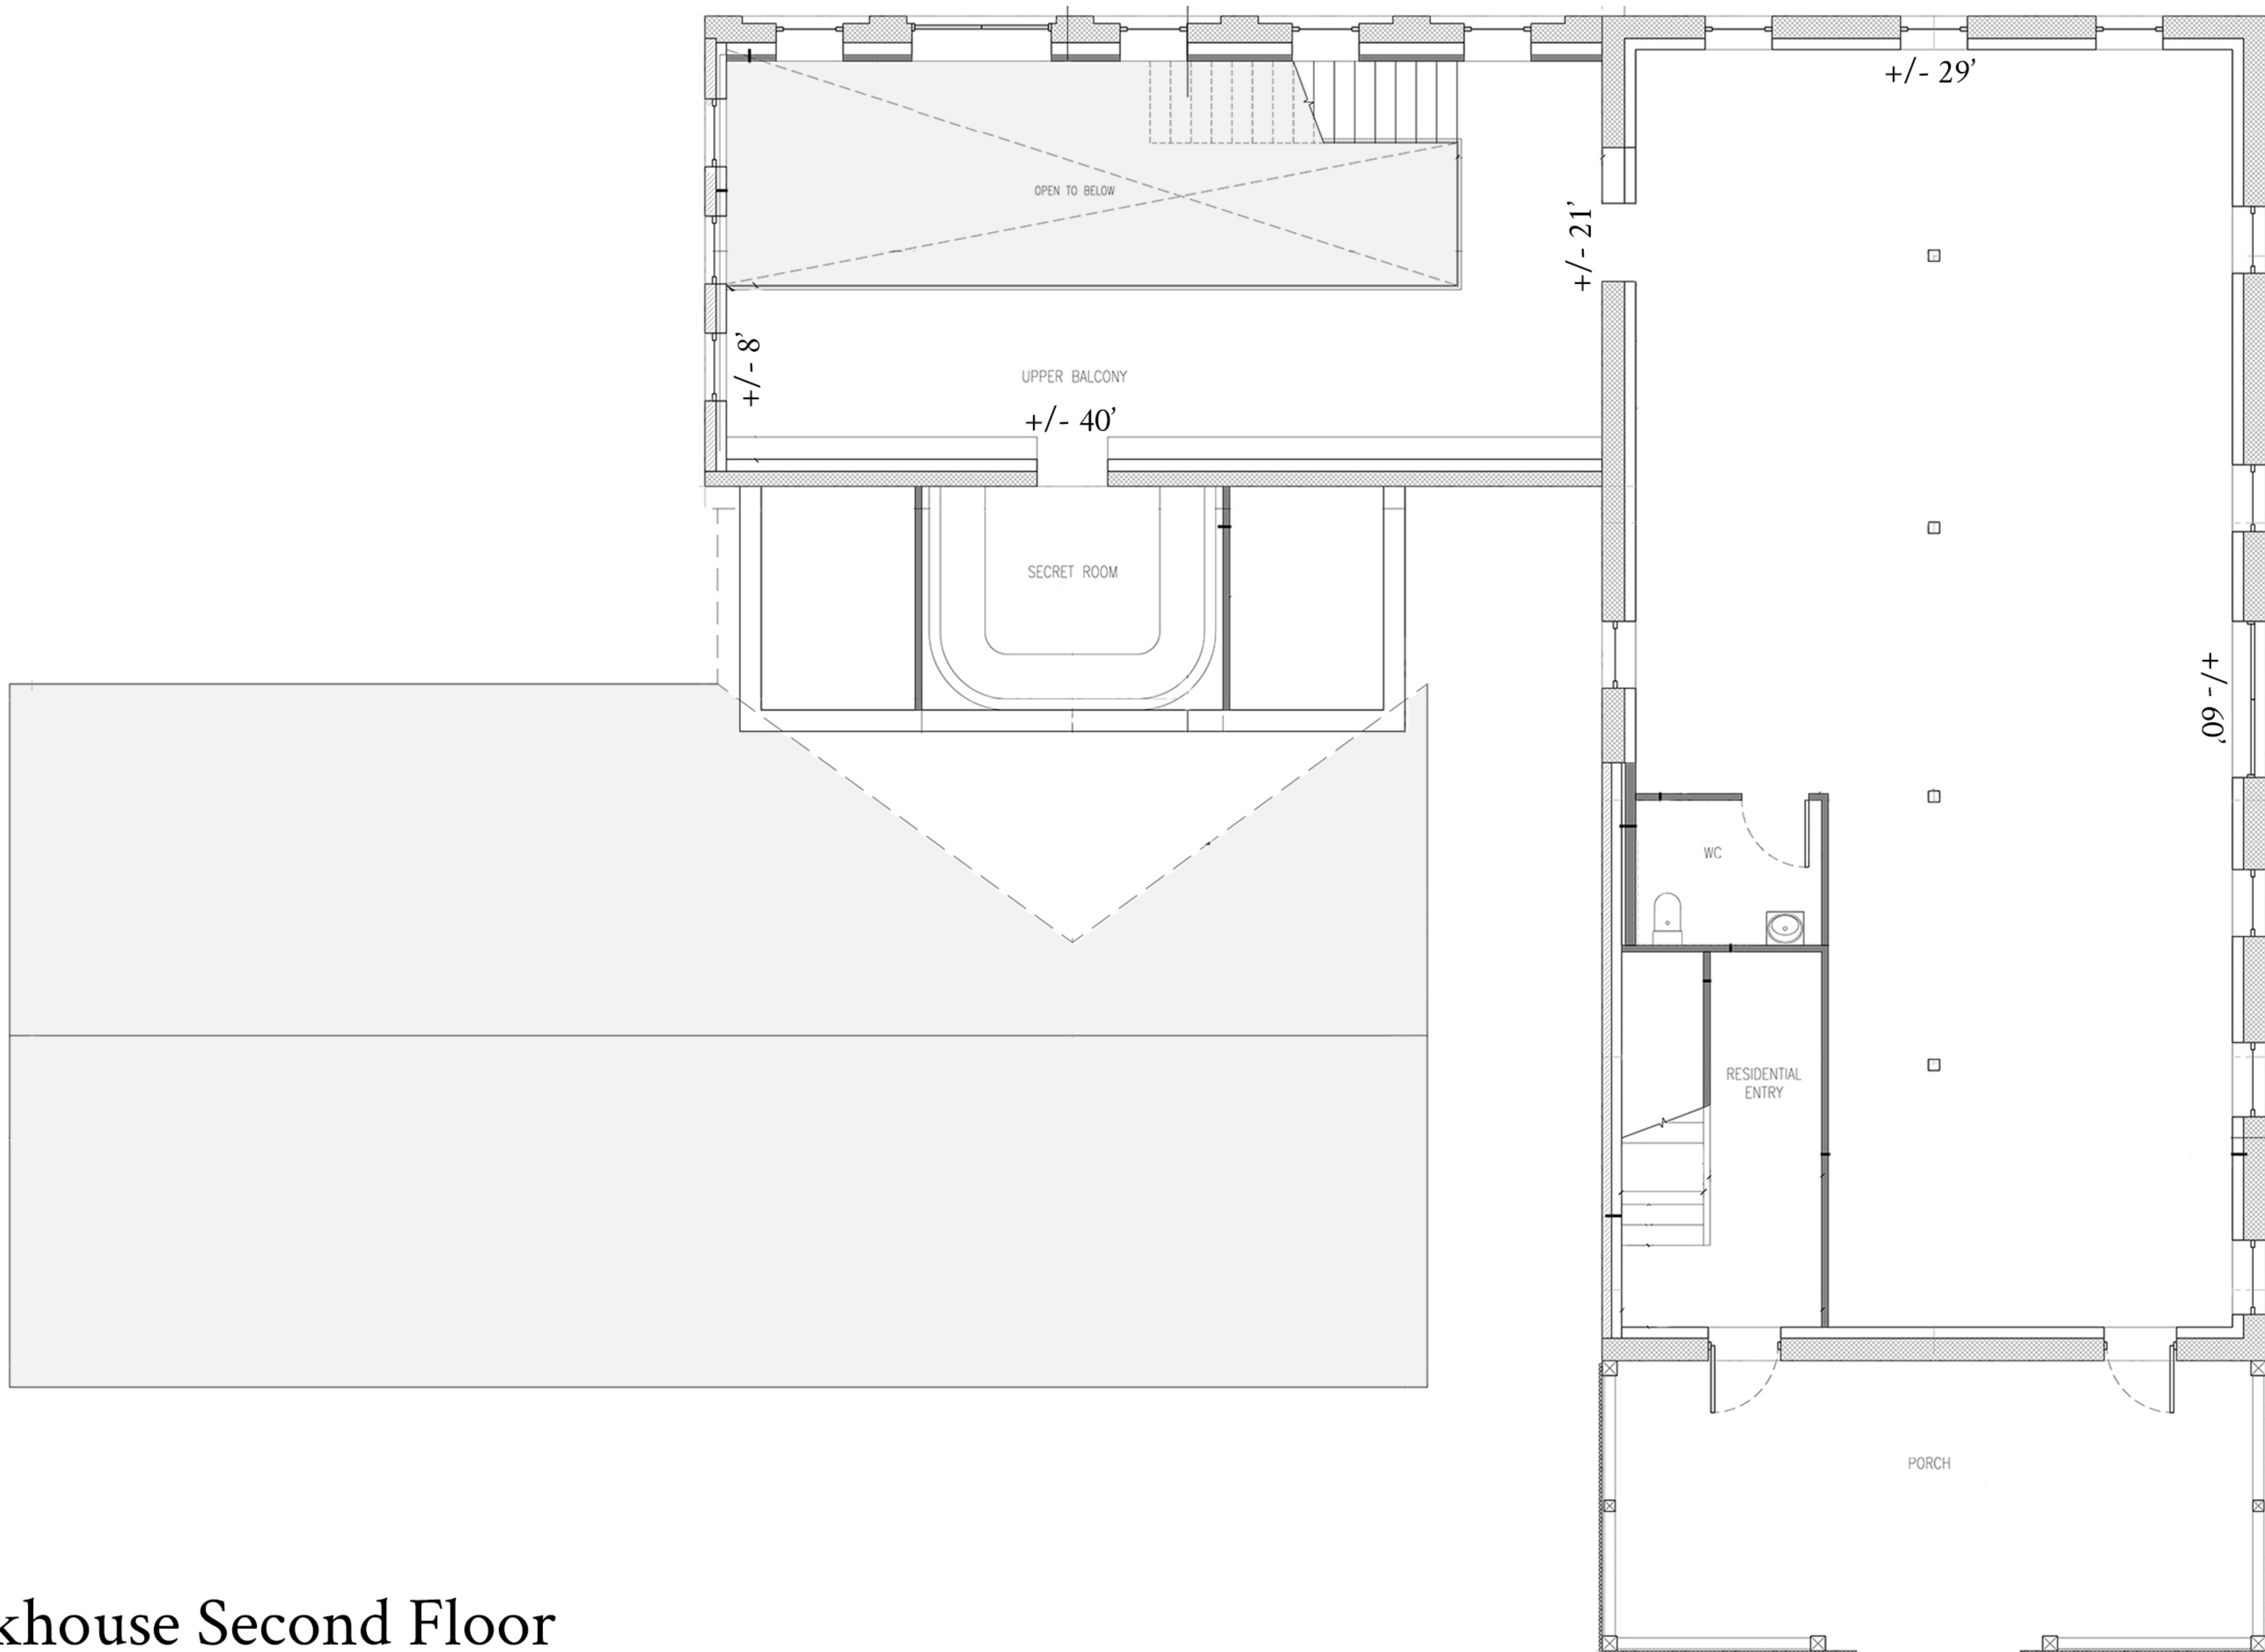 +/- 29’
OPEN TO BELOW
+/- 21’
+/- 8’
UPPER BALCONY
+/- 40’
SECRET ROOM
+/- 60’
WC
RESIDENTIAL
ENTRY
PORCH
khouse Second Floor